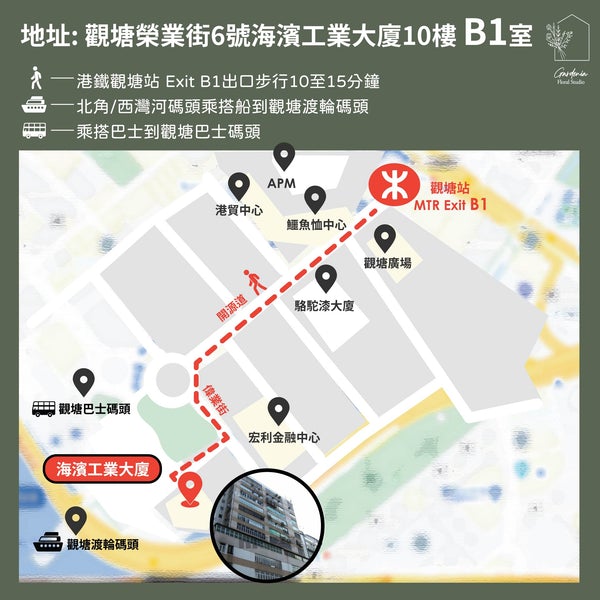 地址: 觀塘榮業街6號海濱工業大廈10樓 B1室
Gardenia
Floral Studio
港鐵觀塘站 Exit B1出口步行10至15分鐘
北角/西灣河碼頭乘搭船到觀塘渡輪碼頭
乘搭巴士到觀塘巴士碼頭
APM
觀塘站
MTR Exit B1
港貿中心
鱷魚恤中心
觀塘廣場
駱駝漆大廈
開源道
偉業街
觀塘巴士碼頭
宏利金融中心
海濱工業大廈
觀塘渡輪碼頭